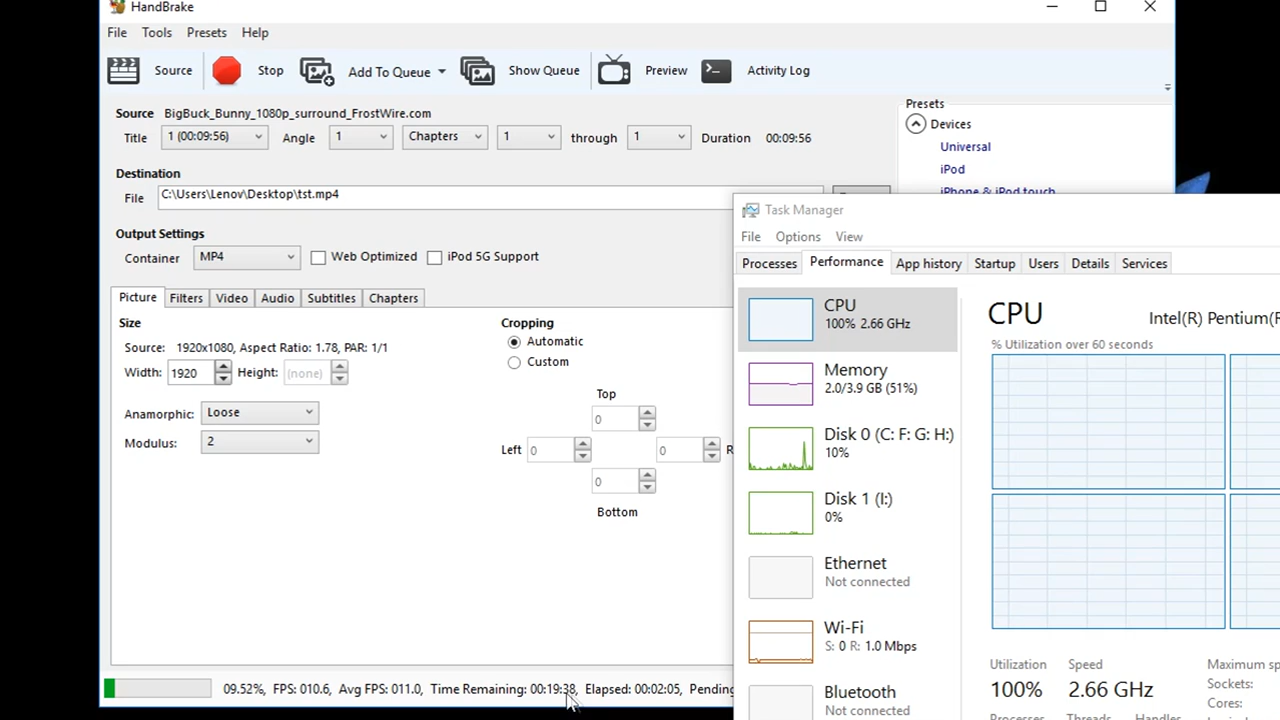 HandBrake
File Tools Presets Help
Source Stop Add To Queue Show Queue Preview Activity Log
Source BigBuck_Bunny_1080p_surround_FrostWire.com
Title 1 (00:09:56) Angle 1 Chapters 1 through 1 Duration 00:09:56
Destination
File C:\Users\Lenov\Desktop\tst.mp4
Output Settings
Container MP4 Web Optimized iPod 5G Support
Picture Filters Video Audio Subtitles Chapters
Size
Source: 1920x1080, Aspect Ratio: 1.78, PAR: 1/1
Width: 1920 Height: (none)
Anamorphic: Loose
Modulus: 2
Cropping
Automatic
Custom
Top
0
Left 0 0 R
0
Bottom
09.52%, FPS: 010.6, Avg FPS: 011.0, Time Remaining: 00:19:38, Elapsed: 00:02:05, Pending
Presets
Devices
Universal
iPod
iPhone & iPod touch
Task Manager
File Options View
Processes Performance App history Startup Users Details Services
CPU
100% 2.66 GHz
Memory
2.0/3.9 GB (51%)
Disk 0 (C: F: G: H:)
10%
Disk 1 (I:)
0%
Ethernet
Not connected
Wi-Fi
S: 0 R: 1.0 Mbps
Bluetooth
Not connected
CPU Intel(R) Pentium(R
% Utilization over 60 seconds
Utilization Speed Maximum sp
100% 2.66 GHz Sockets:
Cores:
Processes Threads Handles